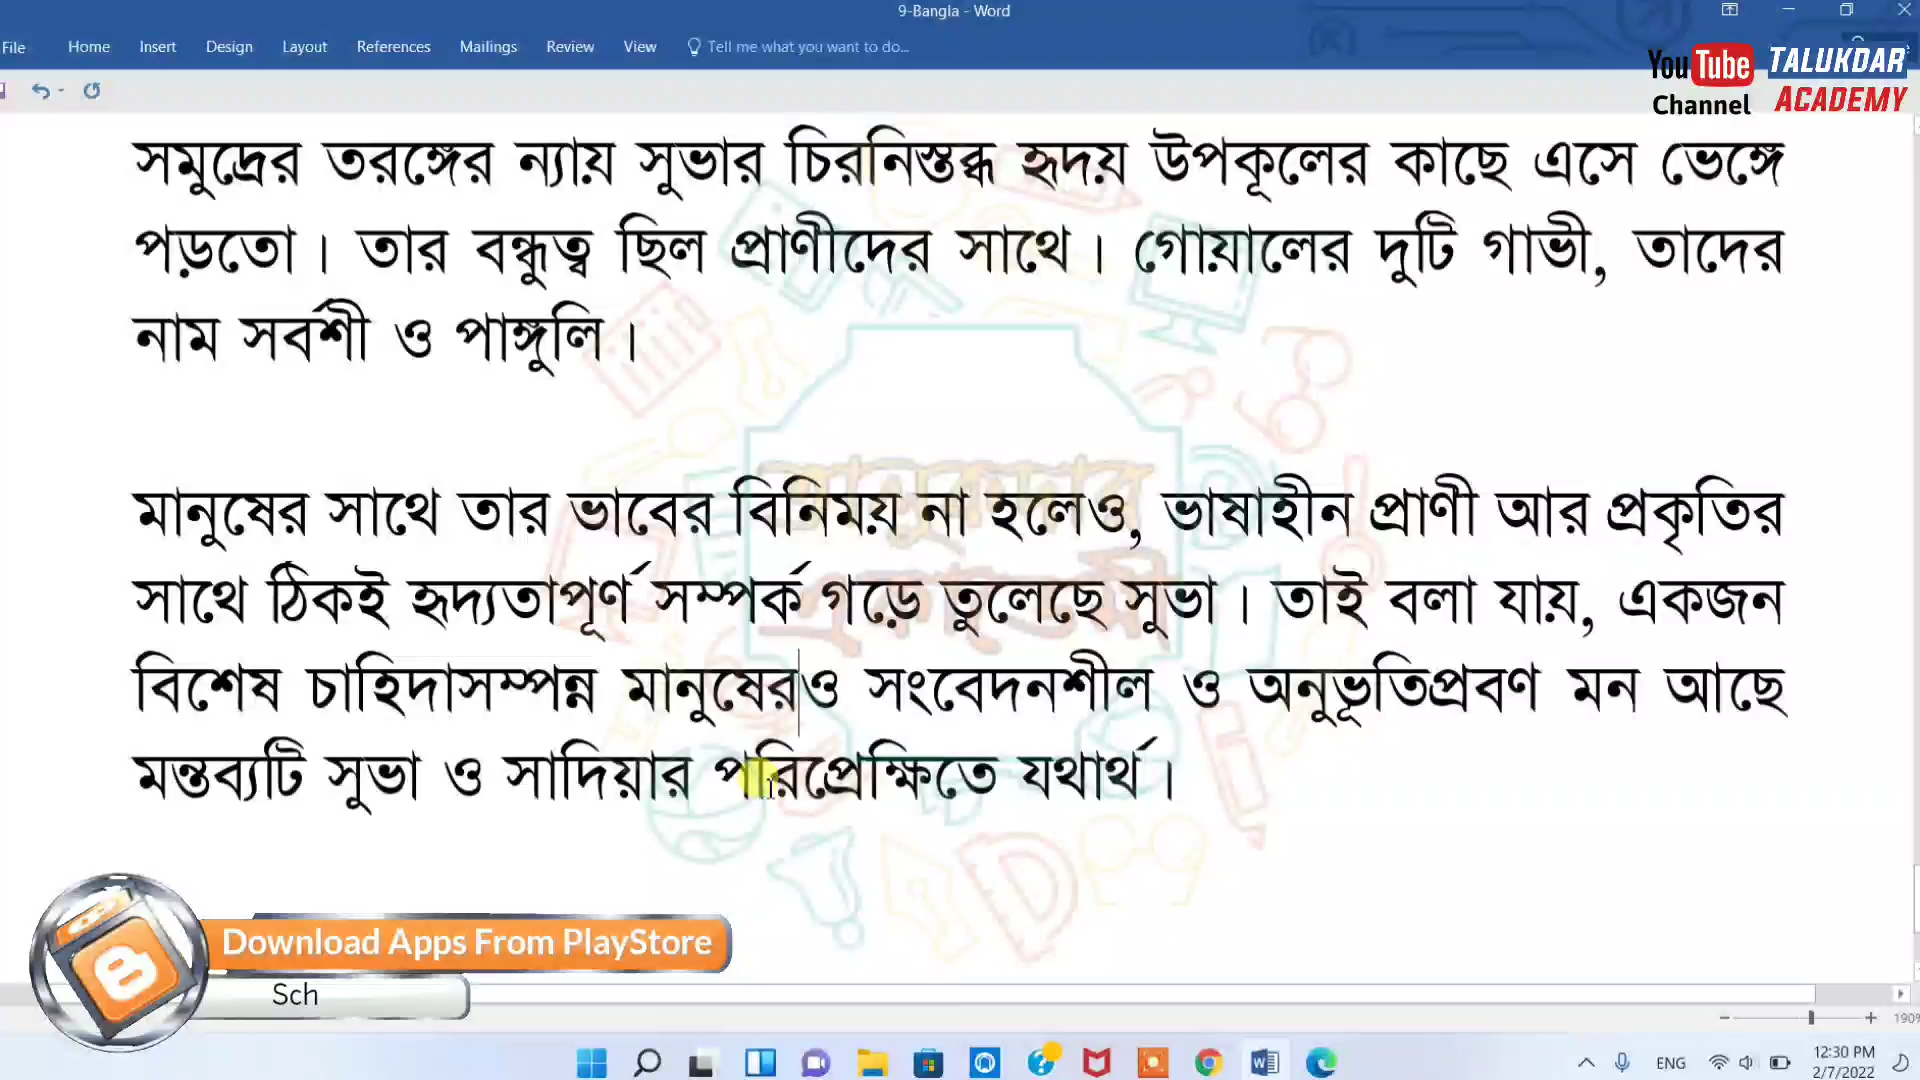 9-Bangla - Word
File Home Insert Design Layout References Mailings Review View Tell me what you want to do...
YouTube Channel
TALUKDAR ACADEMY
সমুদ্রের তরঙ্গের ন্যায় সুভার চিরনিস্তব্ধ হৃদয় উপকূলের কাছে এসে ভেঙ্গে
পড়তো। তার বন্ধুত্ব ছিল প্রাণীদের সাথে। গোয়ালের দুটি গাভী, তাদের
নাম সর্বশী ও পাঙ্গুলি।
মানুষের সাথে তার ভাবের বিনিময় না হলেও, ভাষাহীন প্রাণী আর প্রকৃতির
সাথে ঠিকই হৃদ্যতাপূর্ণ সম্পর্ক গড়ে তুলেছে সুভা। তাই বলা যায়, একজন
বিশেষ চাহিদাসম্পন্ন মানুষেরও সংবেদনশীল ও অনুভূতিপ্রবণ মন আছে
মন্তব্যটি সুভা ও সাদিয়ার পরিপ্রেক্ষিতে যথার্থ।
Download Apps From PlayStore
Sch
190%
ENG
12:30 PM
2/7/2022